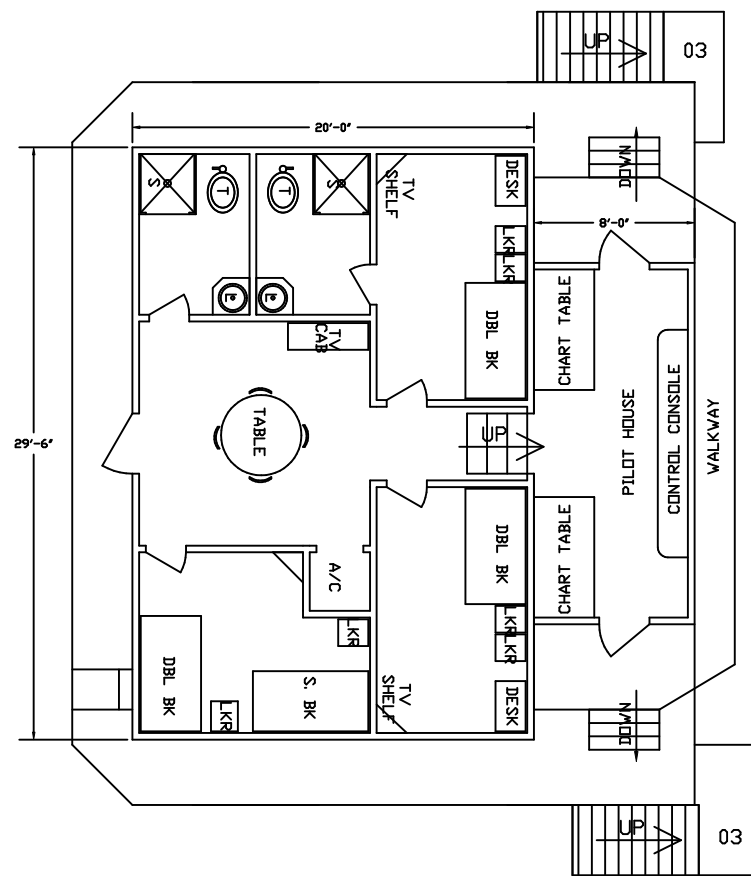 UP
03
20'-0"
DOWN
S
T
T
S
TV
SHELF
DESK
8'-0"
LKR
LKR
L
L
DBL BK
CHART TABLE
TV
CAB
29'-6"
TABLE
UP
PILOT HOUSE
CONTROL CONSOLE
WALKWAY
DBL BK
CHART TABLE
A/C
LKR
LKR
LKR
DBL BK
S. BK
LKR
TV
SHELF
DESK
DOWN
UP
03